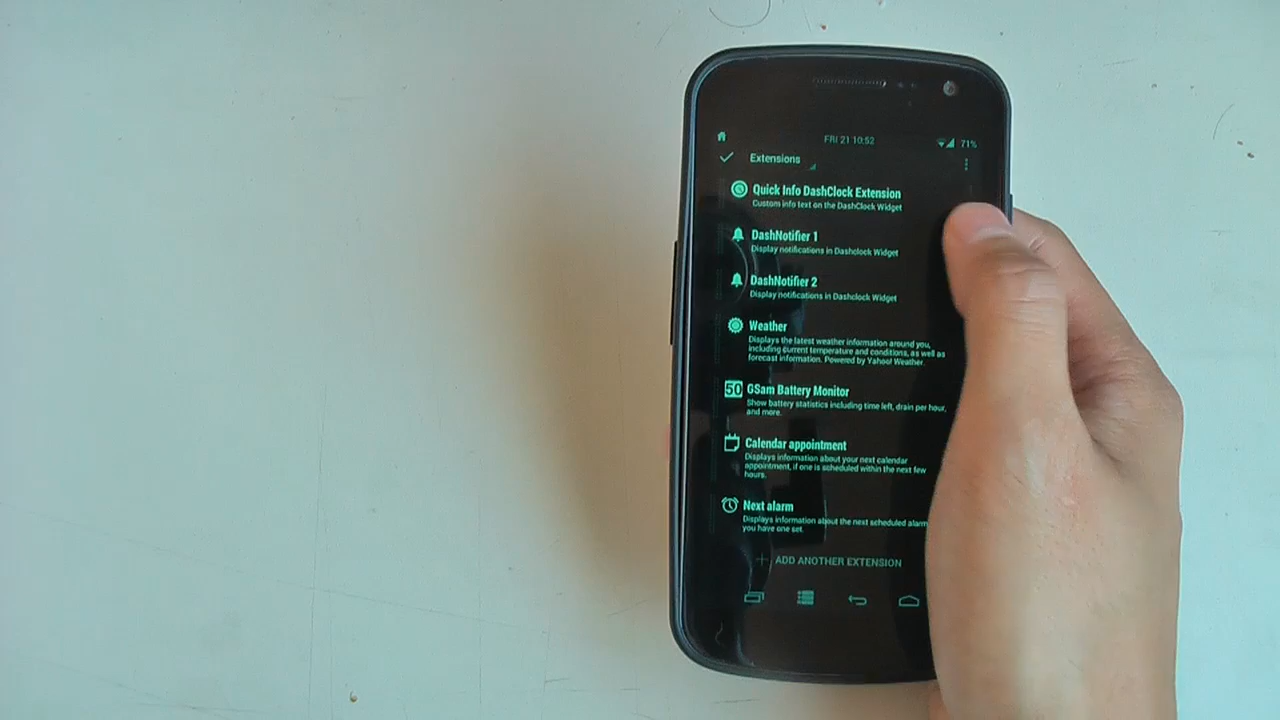 FRI 21 10:52
71%
Extensions
Quick Info DashClock Extension
Custom info text on the DashClock Widget
DashNotifier 1
Display notifications in Dashclock Widget
DashNotifier 2
Display notifications in Dashclock Widget
Weather
Displays the latest weather information around you,
including current temperature and conditions, as well as
forecast information. Powered by Yahoo! Weather.
50
GSam Battery Monitor
Show battery statistics including time left, drain per hour,
and more.
Calendar appointment
Displays information about your next calendar
appointment, if one is scheduled within the next few
hours.
Next alarm
Displays information about the next scheduled alarm
you have one set.
ADD ANOTHER EXTENSION